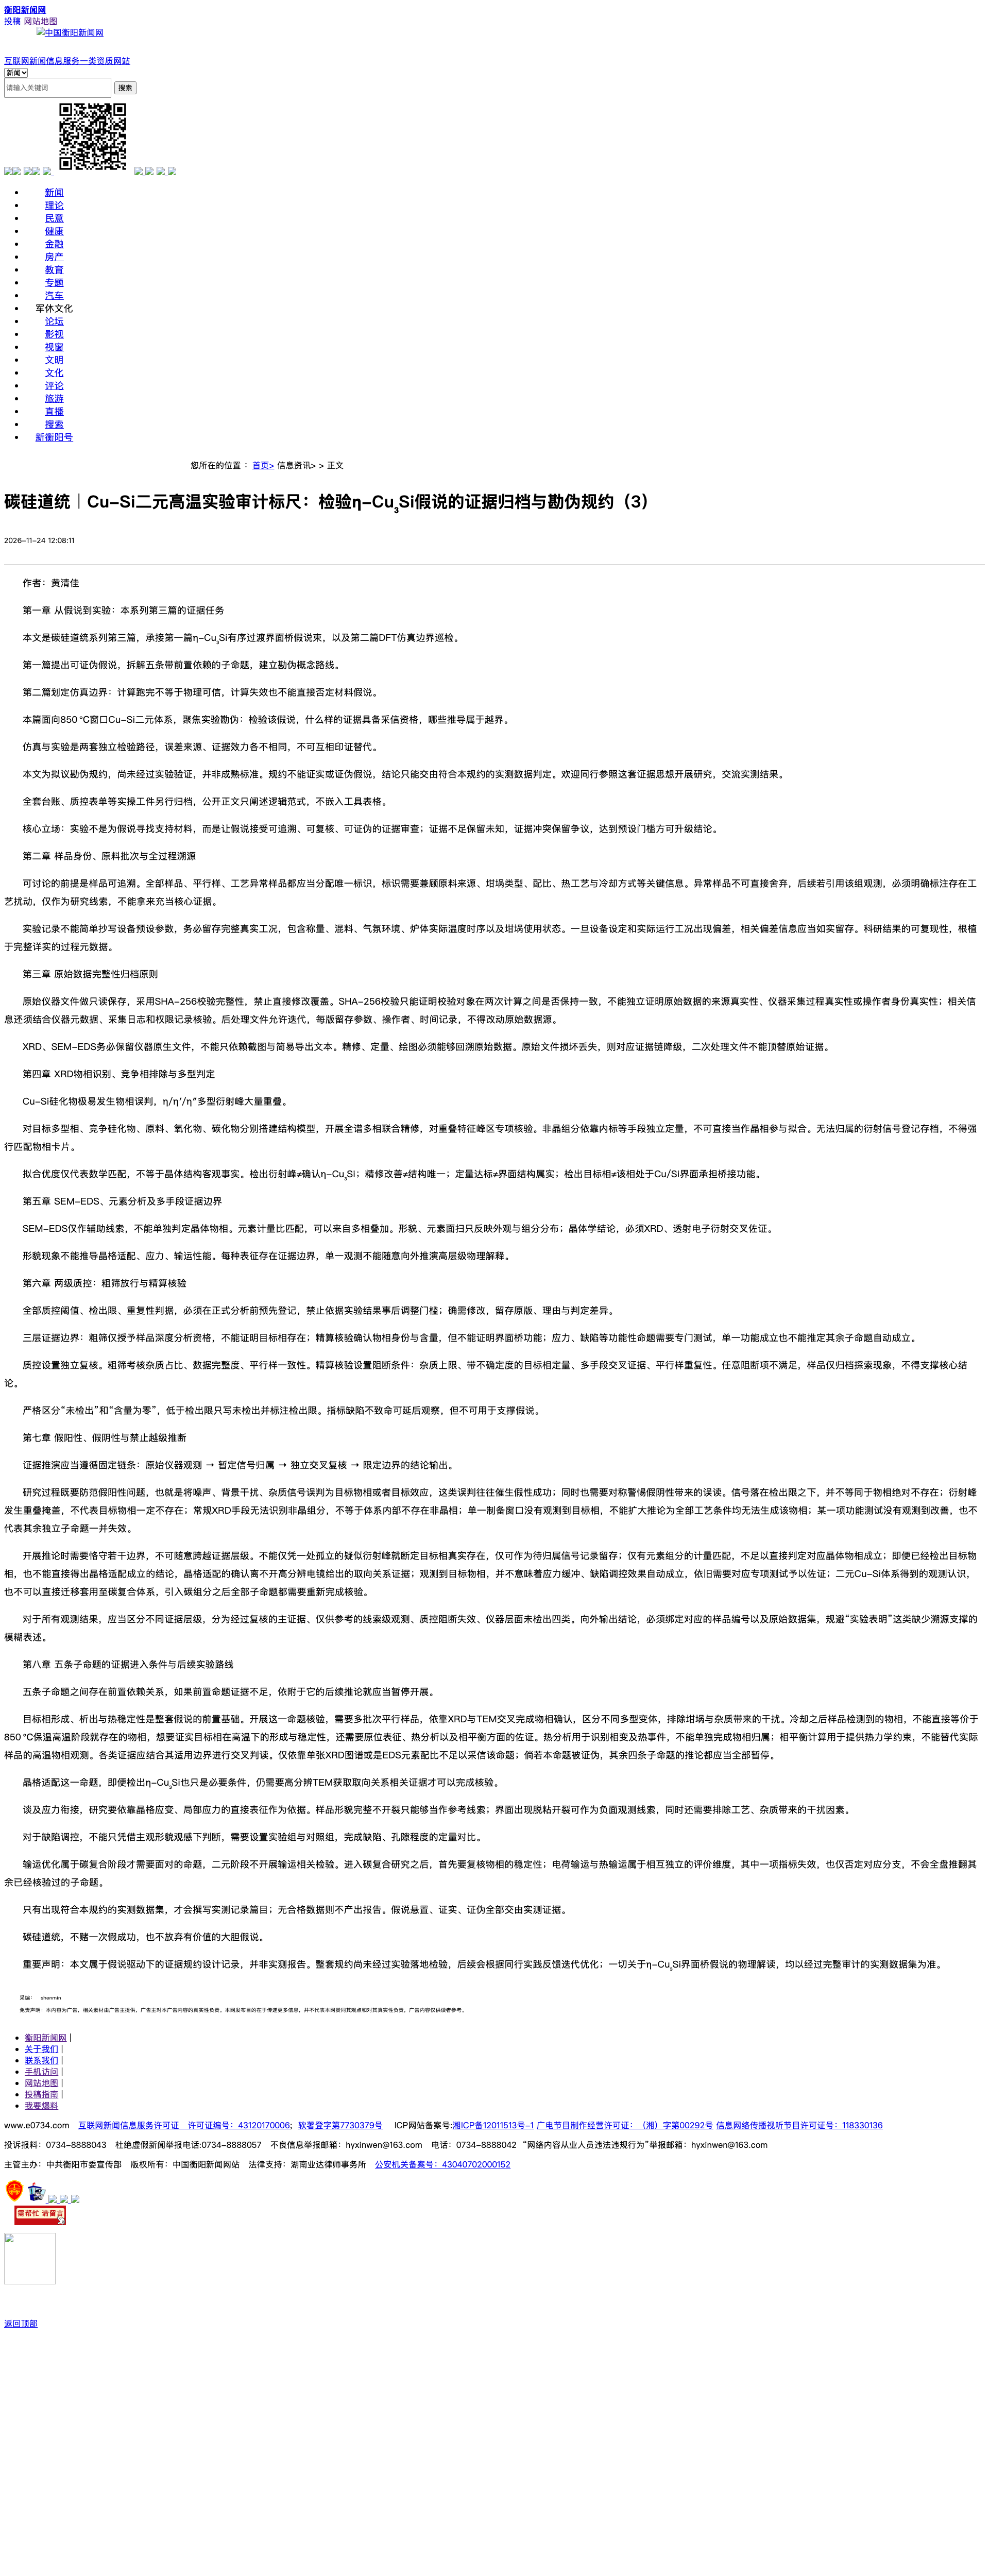 衡阳新闻网
投稿 网站地图
中国衡阳新闻网
互联网新闻信息服务一类资质网站
新闻
请输入关键词 搜索
新闻
理论
民意
健康
金融
房产
教育
专题
汽车
军休文化
论坛
影视
视窗
文明
文化
评论
旅游
直播
搜索
新衡阳号
您所在的位置 ： 首页> 信息资讯> > 正文
碳硅道统｜Cu-Si二元高温实验审计标尺：检验η-Cu₃Si假说的证据归档与勘伪规约（3）
2026-11-24 12:08:11
作者：黄清佳
第一章 从假说到实验：本系列第三篇的证据任务
本文是碳硅道统系列第三篇，承接第一篇η-Cu₃Si有序过渡界面桥假说束，以及第二篇DFT仿真边界巡检。
第一篇提出可证伪假说，拆解五条带前置依赖的子命题，建立勘伪概念路线。
第二篇划定仿真边界：计算跑完不等于物理可信，计算失效也不能直接否定材料假说。
本篇面向850 ℃窗口Cu-Si二元体系，聚焦实验勘伪：检验该假说，什么样的证据具备采信资格，哪些推导属于越界。
仿真与实验是两套独立检验路径，误差来源、证据效力各不相同，不可互相印证替代。
本文为拟议勘伪规约，尚未经过实验验证，并非成熟标准。规约不能证实或证伪假说，结论只能交由符合本规约的实测数据判定。欢迎同行参照这套证据思想开展研究，交流实测结果。
全套台账、质控表单等实操工件另行归档，公开正文只阐述逻辑范式，不嵌入工具表格。
核心立场：实验不是为假说寻找支持材料，而是让假说接受可追溯、可复核、可证伪的证据审查；证据不足保留未知，证据冲突保留争议，达到预设门槛方可升级结论。
第二章 样品身份、原料批次与全过程溯源
可讨论的前提是样品可追溯。全部样品、平行样、工艺异常样品都应当分配唯一标识，标识需要兼顾原料来源、坩埚类型、配比、热工艺与冷却方式等关键信息。异常样品不可直接舍弃，后续若引用该组观测，必须明确标注存在工
艺扰动，仅作为研究线索，不能拿来充当核心证据。
实验记录不能简单抄写设备预设参数，务必留存完整真实工况，包含称量、混料、气氛环境、炉体实际温度时序以及坩埚使用状态。一旦设备设定和实际运行工况出现偏差，相关偏差信息应当如实留存。科研结果的可复现性，根植
于完整详实的过程元数据。
第三章 原始数据完整性归档原则
原始仪器文件做只读保存，采用SHA-256校验完整性，禁止直接修改覆盖。SHA-256校验只能证明校验对象在两次计算之间是否保持一致，不能独立证明原始数据的来源真实性、仪器采集过程真实性或操作者身份真实性；相关信
息还须结合仪器元数据、采集日志和权限记录核验。后处理文件允许迭代，每版留存参数、操作者、时间记录，不得改动原始数据源。
XRD、SEM-EDS务必保留仪器原生文件，不能只依赖截图与简易导出文本。精修、定量、绘图必须能够回溯原始数据。原始文件损坏丢失，则对应证据链降级，二次处理文件不能顶替原始证据。
第四章 XRD物相识别、竞争相排除与多型判定
Cu-Si硅化物极易发生物相误判，η/η′/η″多型衍射峰大量重叠。
对目标多型相、竞争硅化物、原料、氧化物、碳化物分别搭建结构模型，开展全谱多相联合精修，对重叠特征峰区专项核验。非晶组分依靠内标等手段独立定量，不可直接当作晶相参与拟合。无法归属的衍射信号登记存档，不得强
行匹配物相卡片。
拟合优度仅代表数学匹配，不等于晶体结构客观事实。检出衍射峰≠确认η-Cu₃Si；精修改善≠结构唯一；定量达标≠界面结构属实；检出目标相≠该相处于Cu/Si界面承担桥接功能。
第五章 SEM-EDS、元素分析及多手段证据边界
SEM-EDS仅作辅助线索，不能单独判定晶体物相。元素计量比匹配，可以来自多相叠加。形貌、元素面扫只反映外观与组分分布；晶体学结论，必须XRD、透射电子衍射交叉佐证。
形貌现象不能推导晶格适配、应力、输运性能。每种表征存在证据边界，单一观测不能随意向外推演高层级物理解释。
第六章 两级质控：粗筛放行与精算核验
全部质控阈值、检出限、重复性判据，必须在正式分析前预先登记，禁止依据实验结果事后调整门槛；确需修改，留存原版、理由与判定差异。
三层证据边界：粗筛仅授予样品深度分析资格，不能证明目标相存在；精算核验确认物相身份与含量，但不能证明界面桥功能；应力、缺陷等功能性命题需要专门测试，单一功能成立也不能推定其余子命题自动成立。
质控设置独立复核。粗筛考核杂质占比、数据完整度、平行样一致性。精算核验设置阻断条件：杂质上限、带不确定度的目标相定量、多手段交叉证据、平行样重复性。任意阻断项不满足，样品仅归档探索现象，不得支撑核心结
论。
严格区分“未检出”和“含量为零”，低于检出限只写未检出并标注检出限。指标缺陷不致命可延后观察，但不可用于支撑假说。
第七章 假阳性、假阴性与禁止越级推断
证据推演应当遵循固定链条：原始仪器观测 → 暂定信号归属 → 独立交叉复核 → 限定边界的结论输出。
研究过程既要防范假阳性问题，也就是将噪声、背景干扰、杂质信号误判为目标物相或者目标效应，这类误判往往催生假性成功；同时也需要对称警惕假阴性带来的误读。信号落在检出限之下，并不等同于物相绝对不存在；衍射峰
发生重叠掩盖，不代表目标物相一定不存在；常规XRD手段无法识别非晶组分，不等于体系内部不存在非晶相；单一制备窗口没有观测到目标相，不能扩大推论为全部工艺条件均无法生成该物相；某一项功能测试没有观测到改善，也不
代表其余独立子命题一并失效。
开展推论时需要恪守若干边界，不可随意跨越证据层级。不能仅凭一处孤立的疑似衍射峰就断定目标相真实存在，仅可作为待归属信号记录留存；仅有元素组分的计量匹配，不足以直接判定对应晶体物相成立；即便已经检出目标物
相，也不能直接得出晶格适配成立的结论，晶格适配的确认离不开高分辨电镜给出的取向关系证据；观测到目标物相，并不意味着应力缓冲、缺陷调控效果自动成立，依旧需要对应专项测试予以佐证；二元Cu-Si体系得到的观测认识，
也不可以直接迁移套用至碳复合体系，引入碳组分之后全部子命题都需要重新完成核验。
对于所有观测结果，应当区分不同证据层级，分为经过复核的主证据、仅供参考的线索级观测、质控阻断失效、仪器层面未检出四类。向外输出结论，必须绑定对应的样品编号以及原始数据集，规避“实验表明”这类缺少溯源支撑的
模糊表述。
第八章 五条子命题的证据进入条件与后续实验路线
五条子命题之间存在前置依赖关系，如果前置命题证据不足，依附于它的后续推论就应当暂停开展。
目标相形成、析出与热稳定性是整套假说的前置基础。开展这一命题核验，需要多批次平行样品，依靠XRD与TEM交叉完成物相确认，区分不同多型变体，排除坩埚与杂质带来的干扰。冷却之后样品检测到的物相，不能直接等价于
850 ℃保温高温阶段就存在的物相，想要证实目标相在高温下的形成与稳定性，还需要原位表征、热分析以及相平衡方面的佐证。热分析用于识别相变及热事件，不能单独完成物相归属；相平衡计算用于提供热力学约束，不能替代实际
样品的高温物相观测。各类证据应结合其适用边界进行交叉判读。仅依靠单张XRD图谱或是EDS元素配比不足以采信该命题；倘若本命题被证伪，其余四条子命题的推论都应当全部暂停。
晶格适配这一命题，即便检出η-Cu₃Si也只是必要条件，仍需要高分辨TEM获取取向关系相关证据才可以完成核验。
谈及应力衔接，研究要依靠晶格应变、局部应力的直接表征作为依据。样品形貌完整不开裂只能够当作参考线索；界面出现脱粘开裂可作为负面观测线索，同时还需要排除工艺、杂质带来的干扰因素。
对于缺陷调控，不能只凭借主观形貌观感下判断，需要设置实验组与对照组，完成缺陷、孔隙程度的定量对比。
输运优化属于碳复合阶段才需要面对的命题，二元阶段不开展输运相关检验。进入碳复合研究之后，首先要复核物相的稳定性；电荷输运与热输运属于相互独立的评价维度，其中一项指标失效，也仅否定对应分支，不会全盘推翻其
余已经核验过的子命题。
只有出现符合本规约的实测数据集，才会撰写实测记录篇目；无合格数据则不产出报告。假说悬置、证实、证伪全部交由实测证据。
碳硅道统，不赌一次假成功，也不放弃有价值的大胆假说。
重要声明：本文属于假说驱动下的证据规约设计记录，并非实测报告。整套规约尚未经过实验落地检验，后续会根据同行实践反馈迭代优化；一切关于η-Cu₃Si界面桥假说的物理解读，均以经过完整审计的实测数据集为准。
采编： shenmin
免责声明：本内容为广告，相关素材由广告主提供，广告主对本广告内容的真实性负责。本网发布目的在于传递更多信息，并不代表本网赞同其观点和对其真实性负责，广告内容仅供读者参考。
衡阳新闻网 |
关于我们 |
联系我们 |
手机访问 |
网站地图 |
投稿指南 |
我要爆料
www.e0734.com 互联网新闻信息服务许可证 许可证编号：43120170006; 软著登字第7730379号 ICP网站备案号:湘ICP备12011513号-1 广电节目制作经营许可证：（湘）字第00292号 信息网络传播视听节目许可证号：118330136
投诉报料：0734-8888043 杜绝虚假新闻举报电话:0734-8888057 不良信息举报邮箱：hyxinwen@163.com 电话：0734-8888042 “网络内容从业人员违法违规行为”举报邮箱：hyxinwen@163.com
主管主办：中共衡阳市委宣传部 版权所有：中国衡阳新闻网站 法律支持：湖南业达律师事务所 公安机关备案号：43040702000152
需帮忙 请留言
返回顶部